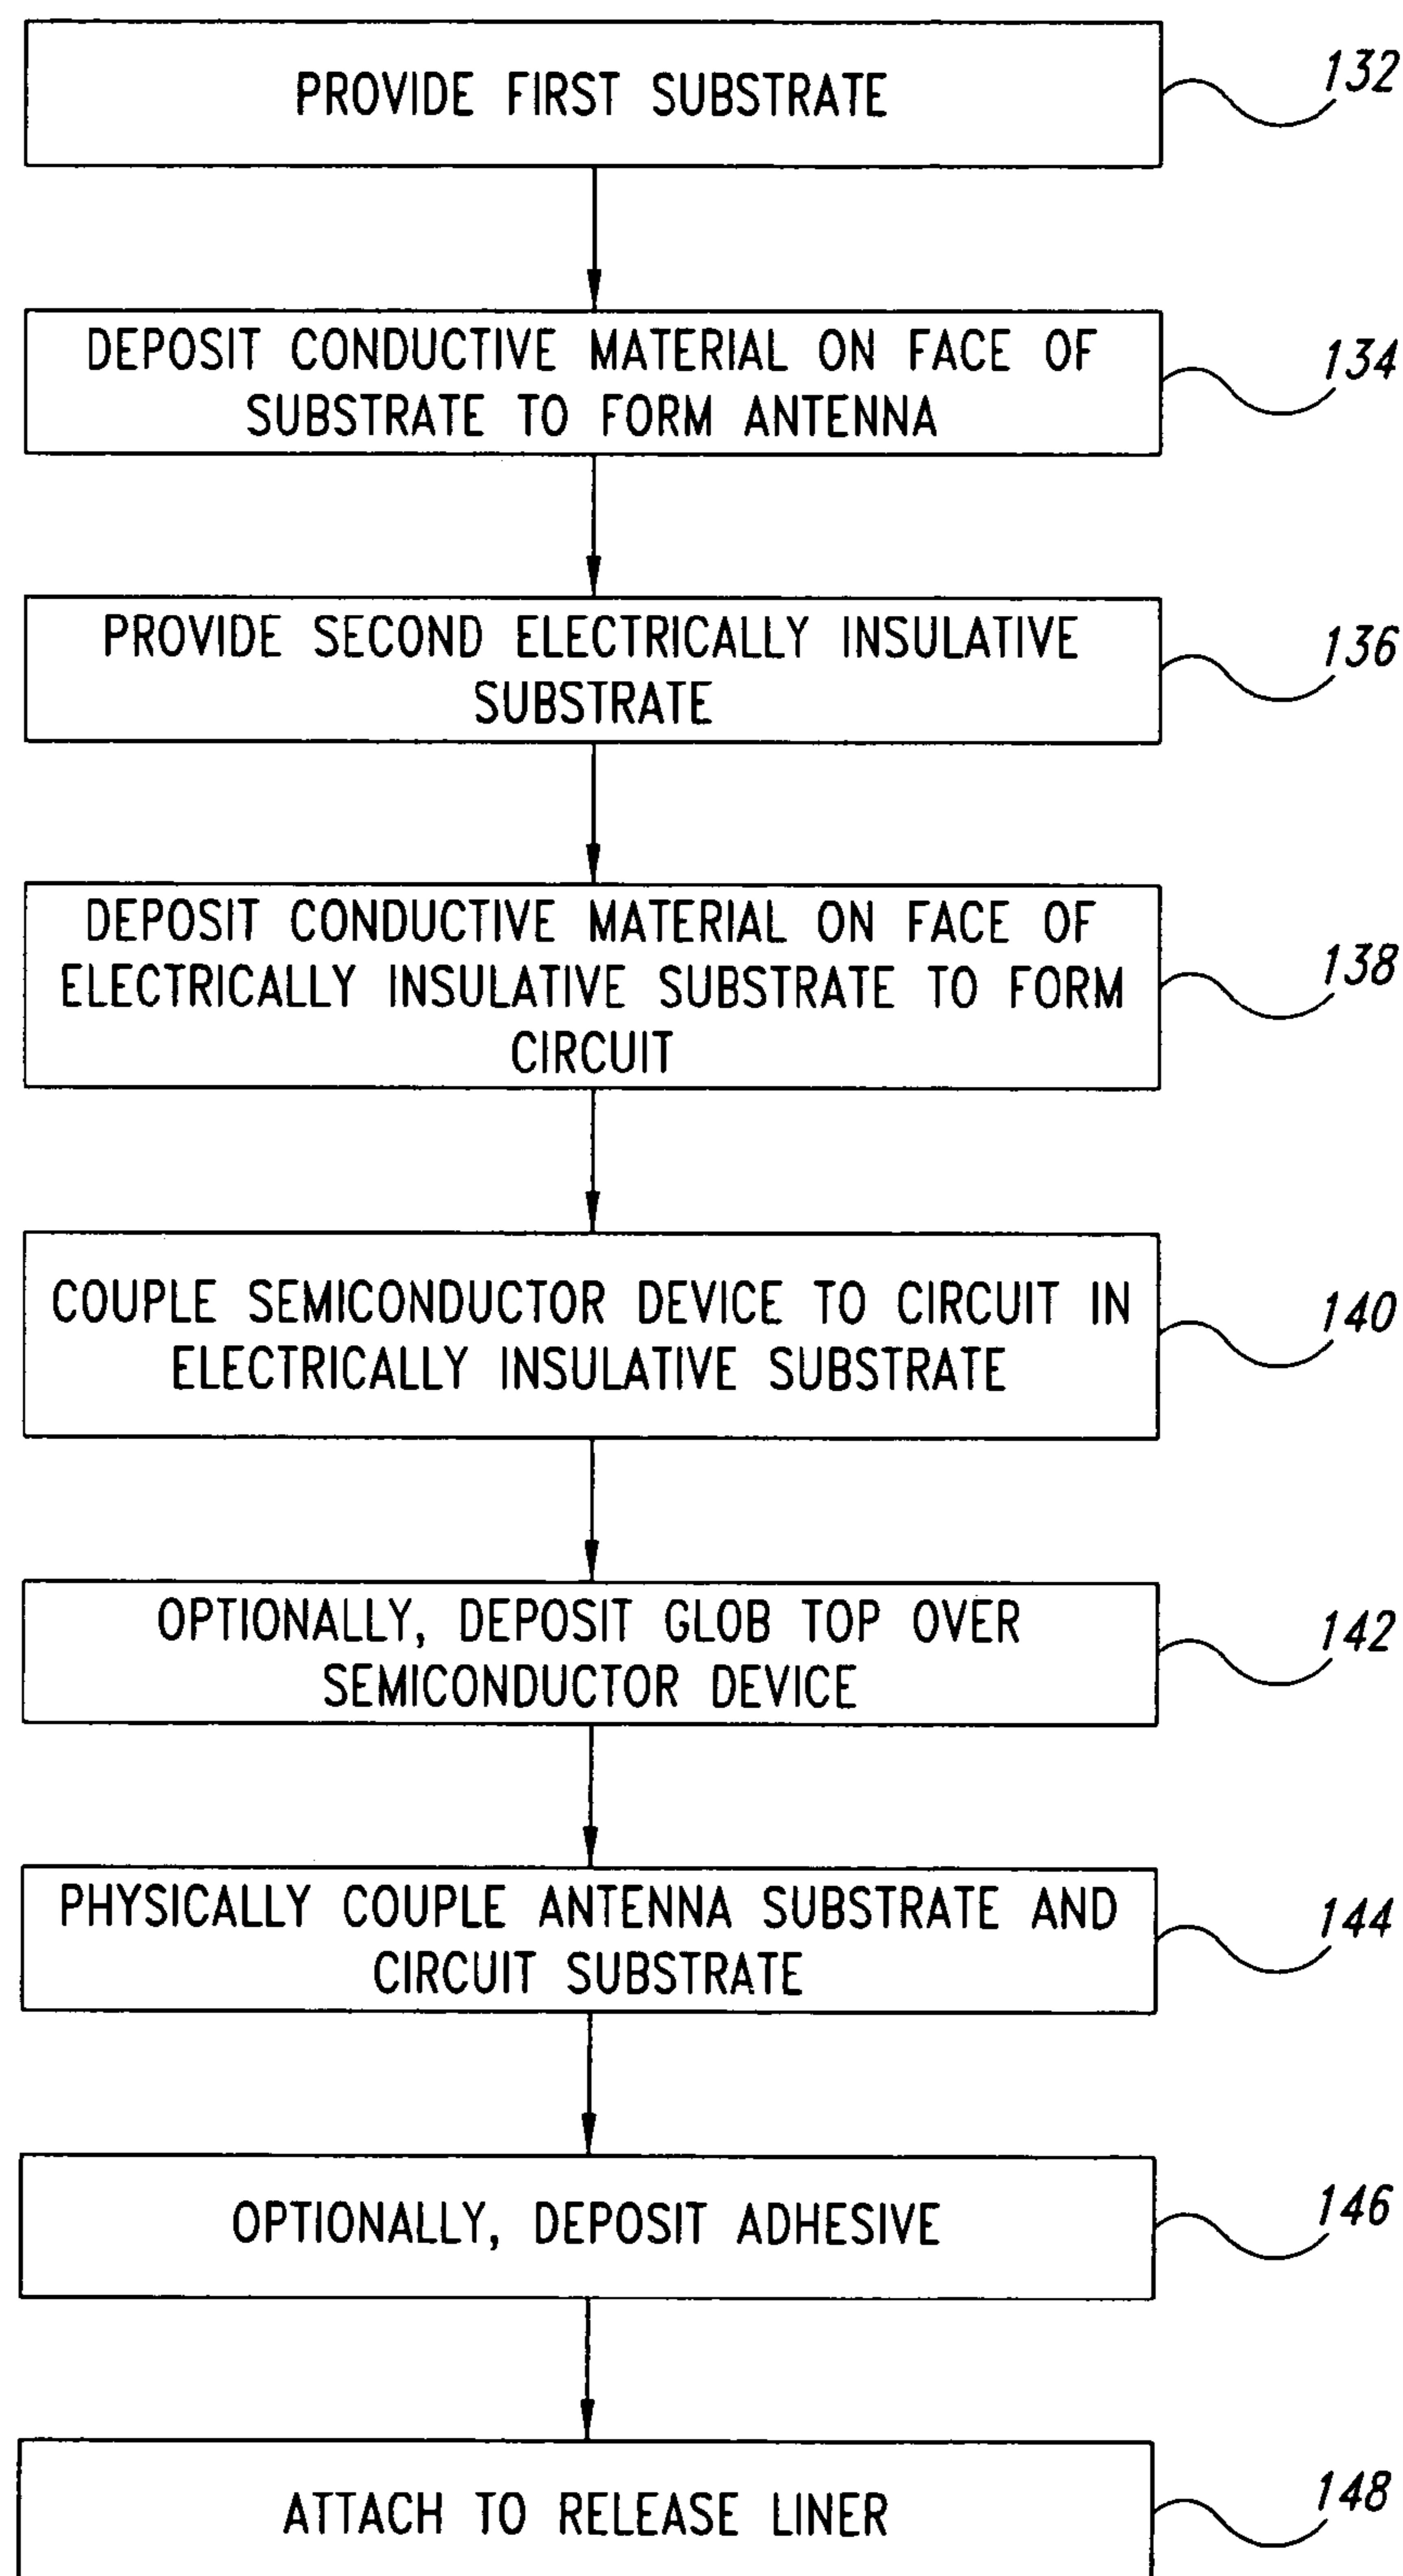 PROVIDE FIRST SUBSTRATE
132
DEPOSIT CONDUCTIVE MATERIAL ON FACE OF
SUBSTRATE TO FORM ANTENNA
134
PROVIDE SECOND ELECTRICALLY INSULATIVE
SUBSTRATE
136
DEPOSIT CONDUCTIVE MATERIAL ON FACE OF
ELECTRICALLY INSULATIVE SUBSTRATE TO FORM
CIRCUIT
138
COUPLE SEMICONDUCTOR DEVICE TO CIRCUIT IN
ELECTRICALLY INSULATIVE SUBSTRATE
140
OPTIONALLY, DEPOSIT GLOB TOP OVER
SEMICONDUCTOR DEVICE
142
PHYSICALLY COUPLE ANTENNA SUBSTRATE AND
CIRCUIT SUBSTRATE
144
OPTIONALLY, DEPOSIT ADHESIVE
146
ATTACH TO RELEASE LINER
148